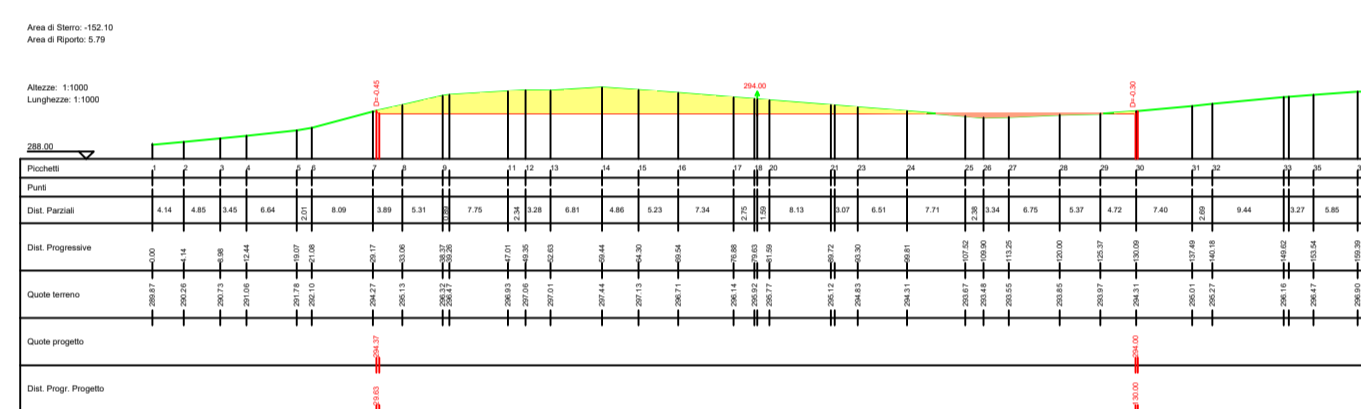 Area di Sterro: -152.10
Area di Riporto: 5.79
Altezze: 1:1000
Lunghezze: 1:1000
D=-0.45
294.00
D=-0.30
288.00
Picchetti 1 2 3 4 5 6 7 8 9 11 12 13 14 15 16 17 18 20 21 23 24 25 26 27 28 29 30 31 32 33 35
Punti
Dist. Parziali 4.14 4.85 3.45 6.64 2.01 8.09 3.89 5.31 0.89 7.75 2.34 3.28 6.81 4.86 5.23 7.34 2.75 1.59 8.13 3.07 6.51 7.71 2.38 3.34 6.75 5.37 4.72 7.40 2.69 9.44 3.27 5.85
Dist. Progressive 0.00 4.14 8.98 12.44 19.07 21.08 29.17 33.06 38.37 39.26 47.01 49.35 52.63 59.44 64.30 69.54 76.88 79.63 81.59 89.72 93.30 99.81 107.52 109.90 113.25 120.00 125.37 130.09 137.49 140.18 149.62 153.54 159.39
Quote terreno 289.87 290.26 290.73 291.06 291.78 292.10 294.27 295.13 296.32 296.47 296.93 297.06 297.01 297.44 297.13 296.71 296.14 295.92 295.77 295.12 294.83 294.31 293.67 293.48 293.55 293.85 293.97 294.31 295.01 295.27 296.16 296.47 296.90
Quote progetto 294.37 294.00
Dist. Progr. Progetto 29.63 130.00